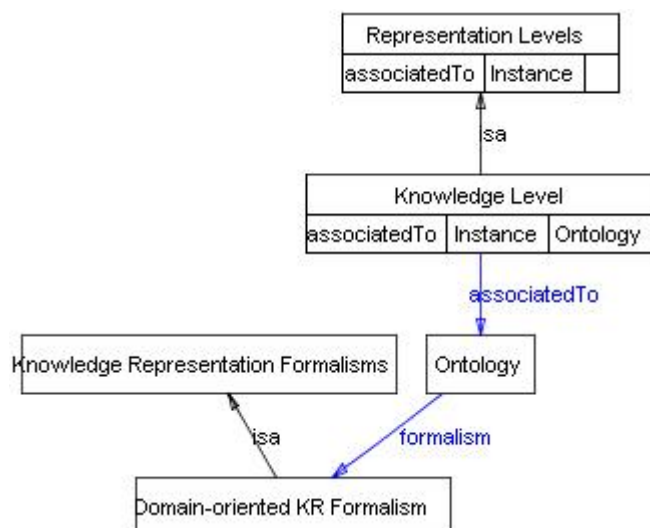 Representation Levels
associatedTo Instance
isa
Knowledge Level
associatedTo Instance Ontology
associatedTo
Knowledge Representation Formalisms
Ontology
isa
formalism
Domain-oriented KR Formalism